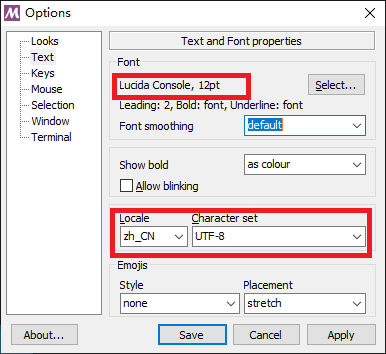 Options
Looks
Text
Keys
Mouse
Selection
Window
Terminal
Text and Font properties
Font
Lucida Console, 12pt
Select...
Leading: 2, Bold: font, Underline: font
Font smoothing
default
Show bold
as colour
Allow blinking
Locale
Character set
zh_CN
UTF-8
Emojis
Style
Placement
none
stretch
About...
Save
Cancel
Apply